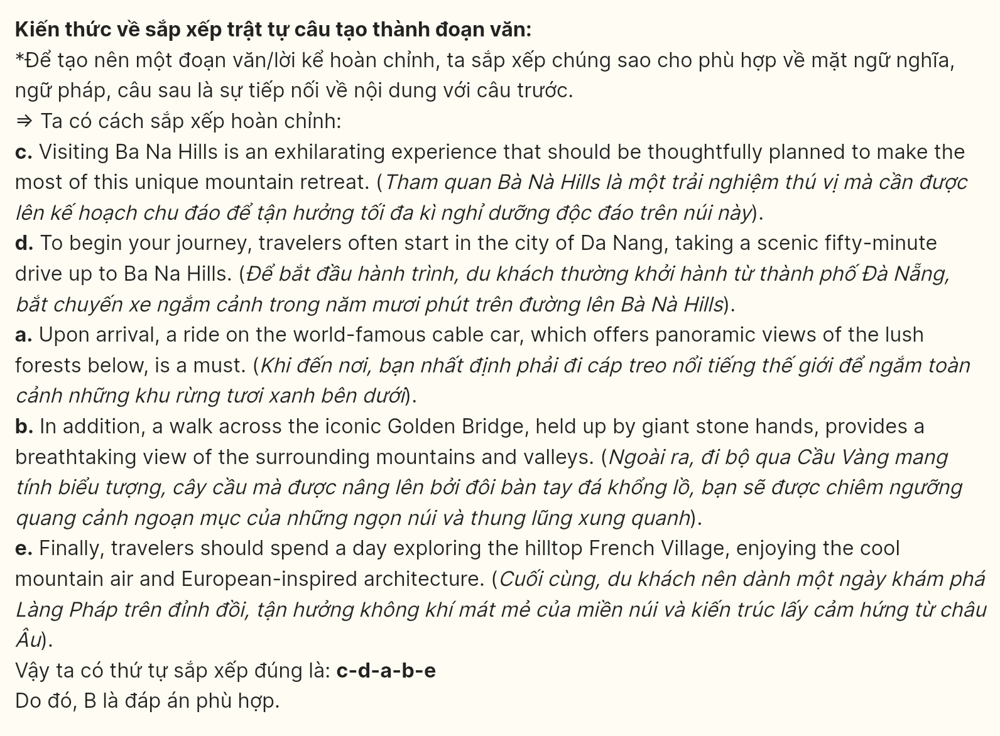 Kiến thức về sắp xếp trật tự câu tạo thành đoạn văn:
*Để tạo nên một đoạn văn/lời kể hoàn chỉnh, ta sắp xếp chúng sao cho phù hợp về mặt ngữ nghĩa,
ngữ pháp, câu sau là sự tiếp nối về nội dung với câu trước.
⇒ Ta có cách sắp xếp hoàn chỉnh:
c. Visiting Ba Na Hills is an exhilarating experience that should be thoughtfully planned to make the
most of this unique mountain retreat. (Tham quan Bà Nà Hills là một trải nghiệm thú vị mà cần được
lên kế hoạch chu đáo để tận hưởng tối đa kì nghỉ dưỡng độc đáo trên núi này).
d. To begin your journey, travelers often start in the city of Da Nang, taking a scenic fifty-minute
drive up to Ba Na Hills. (Để bắt đầu hành trình, du khách thường khởi hành từ thành phố Đà Nẵng,
bắt chuyến xe ngắm cảnh trong năm mươi phút trên đường lên Bà Nà Hills).
a. Upon arrival, a ride on the world-famous cable car, which offers panoramic views of the lush
forests below, is a must. (Khi đến nơi, bạn nhất định phải đi cáp treo nổi tiếng thế giới để ngắm toàn
cảnh những khu rừng tươi xanh bên dưới).
b. In addition, a walk across the iconic Golden Bridge, held up by giant stone hands, provides a
breathtaking view of the surrounding mountains and valleys. (Ngoài ra, đi bộ qua Cầu Vàng mang
tính biểu tượng, cây cầu mà được nâng lên bởi đôi bàn tay đá khổng lồ, bạn sẽ được chiêm ngưỡng
quang cảnh ngoạn mục của những ngọn núi và thung lũng xung quanh).
e. Finally, travelers should spend a day exploring the hilltop French Village, enjoying the cool
mountain air and European-inspired architecture. (Cuối cùng, du khách nên dành một ngày khám phá
Làng Pháp trên đỉnh đồi, tận hưởng không khí mát mẻ của miền núi và kiến trúc lấy cảm hứng từ châu
Âu).
Vậy ta có thứ tự sắp xếp đúng là: c-d-a-b-e
Do đó, B là đáp án phù hợp.